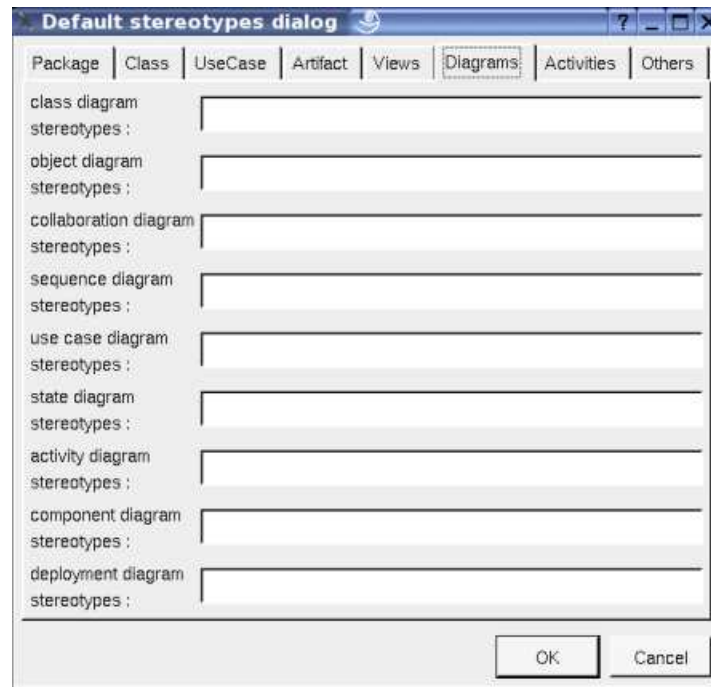 Default stereotypes dialog ? _ □ X
Package Class UseCase Artifact Views Diagrams Activities Others
class diagram
stereotypes :
object diagram
stereotypes :
collaboration diagram
stereotypes :
sequence diagram
stereotypes :
use case diagram
stereotypes :
state diagram
stereotypes :
activity diagram
stereotypes :
component diagram
stereotypes :
deployment diagram
stereotypes :
OK Cancel